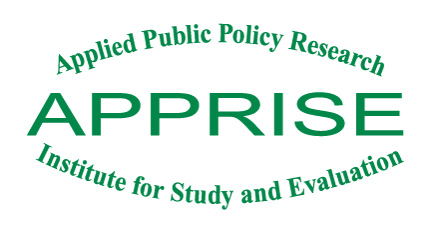 Applied Public Policy Research
APPRISE
Institute for Study and Evaluation